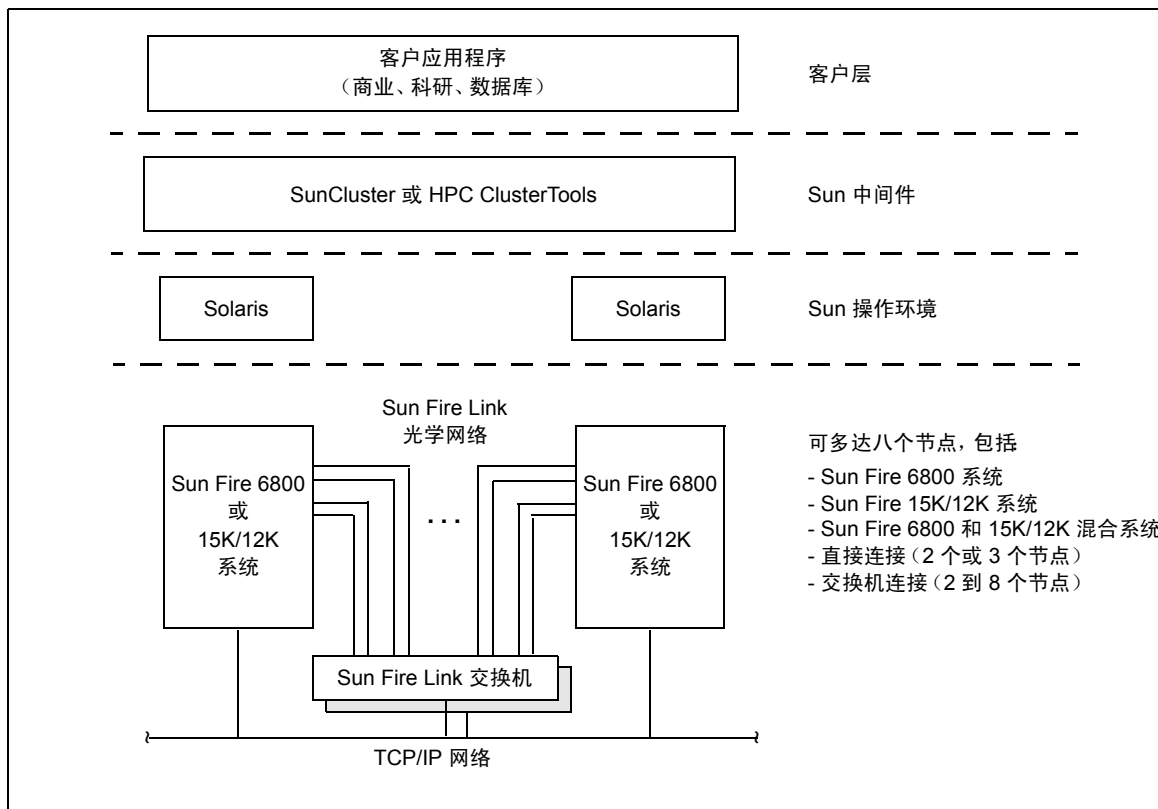 客户应用程序
（商业、科研、数据库）
客户层
SunCluster 或 HPC ClusterTools
Sun 中间件
Solaris
Solaris
Sun 操作环境
Sun Fire Link
光学网络
Sun Fire 6800
或
15K/12K
系统
. . .
Sun Fire 6800
或
15K/12K
系统
可多达八个节点，包括：
- Sun Fire 6800 系统
- Sun Fire 15K/12K 系统
- Sun Fire 6800 和 15K/12K 混合系统
- 直接连接（2 个或 3 个节点）
- 交换机连接（2 到 8 个节点）
Sun Fire Link 交换机
TCP/IP 网络